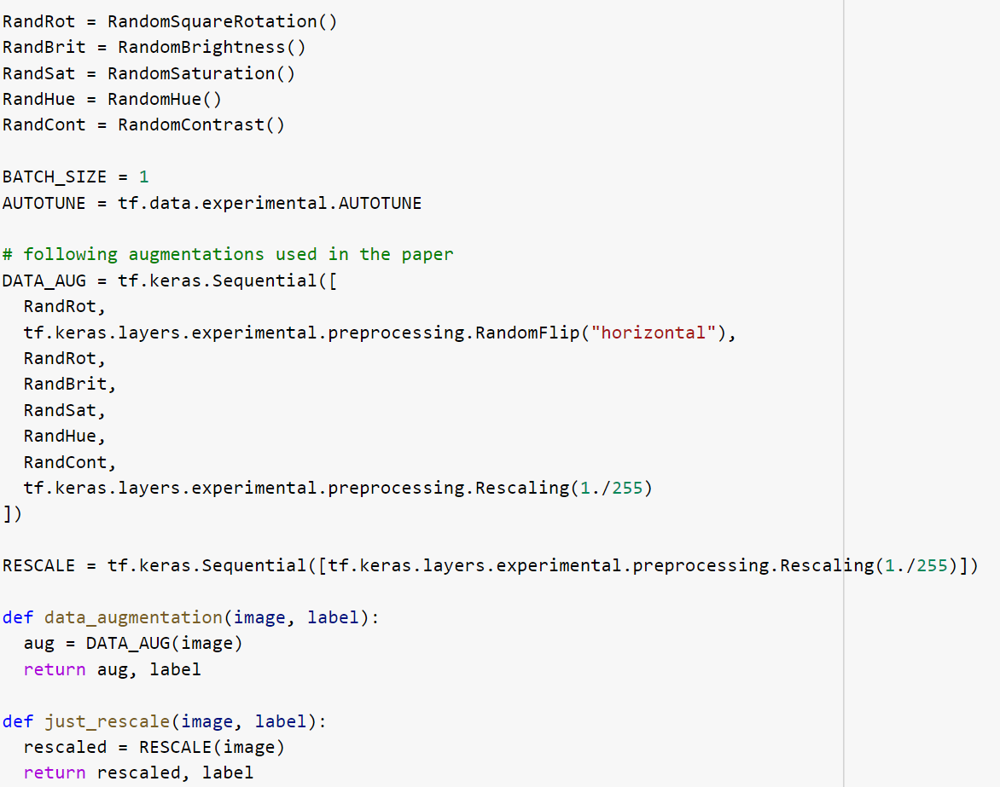 RandRot = RandomSquareRotation()
RandBrit = RandomBrightness()
RandSat = RandomSaturation()
RandHue = RandomHue()
RandCont = RandomContrast()

BATCH_SIZE = 1
AUTOTUNE = tf.data.experimental.AUTOTUNE

# following augmentations used in the paper
DATA_AUG = tf.keras.Sequential([
  RandRot,
  tf.keras.layers.experimental.preprocessing.RandomFlip("horizontal"),
  RandRot,
  RandBrit,
  RandSat,
  RandHue,
  RandCont,
  tf.keras.layers.experimental.preprocessing.Rescaling(1./255)
])

RESCALE = tf.keras.Sequential([tf.keras.layers.experimental.preprocessing.Rescaling(1./255)])

def data_augmentation(image, label):
  aug = DATA_AUG(image)
  return aug, label

def just_rescale(image, label):
  rescaled = RESCALE(image)
  return rescaled, label